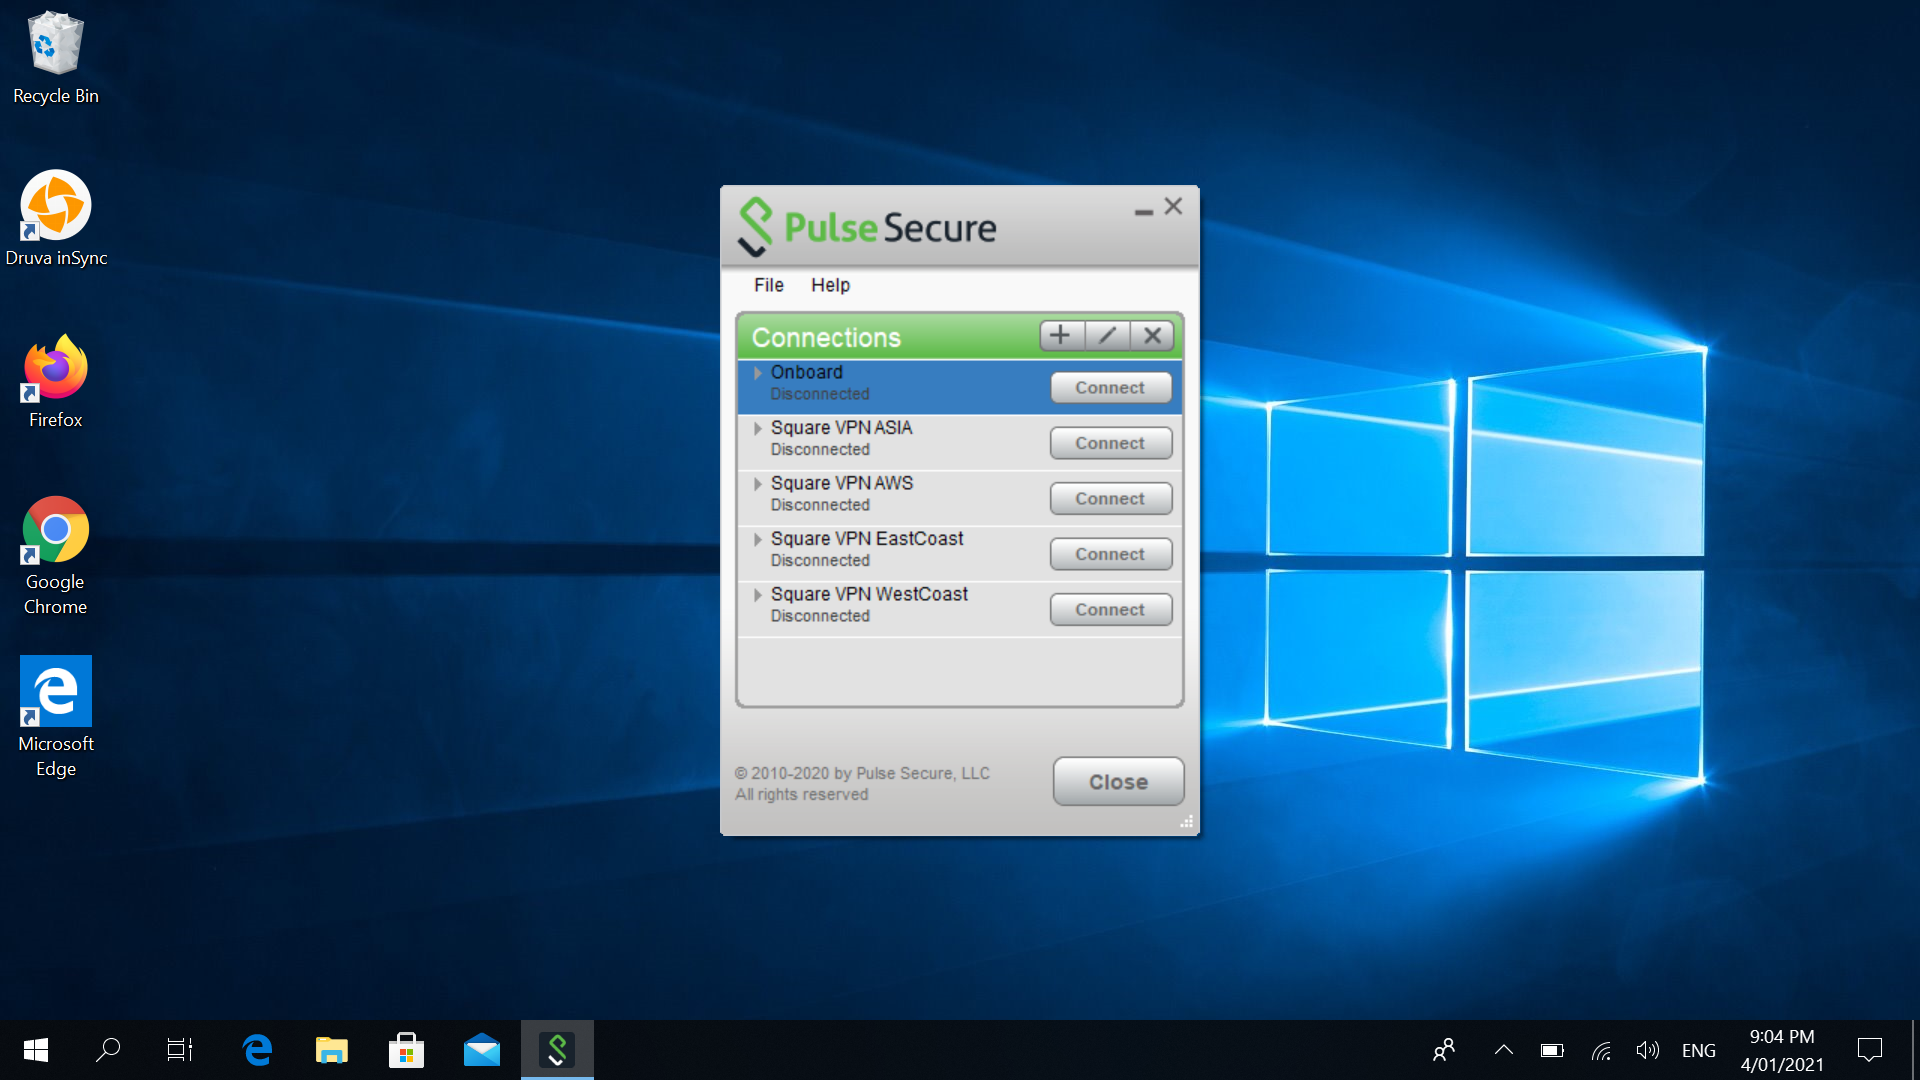 Recycle Bin
Druva inSync
Firefox
Google
Chrome
Microsoft
Edge
Pulse Secure
File Help
Connections
Onboard
Disconnected
Connect
Square VPN ASIA
Disconnected
Connect
Square VPN AWS
Disconnected
Connect
Square VPN EastCoast
Disconnected
Connect
Square VPN WestCoast
Disconnected
Connect
© 2010-2020 by Pulse Secure, LLC
All rights reserved
Close
ENG
9:04 PM
4/01/2021